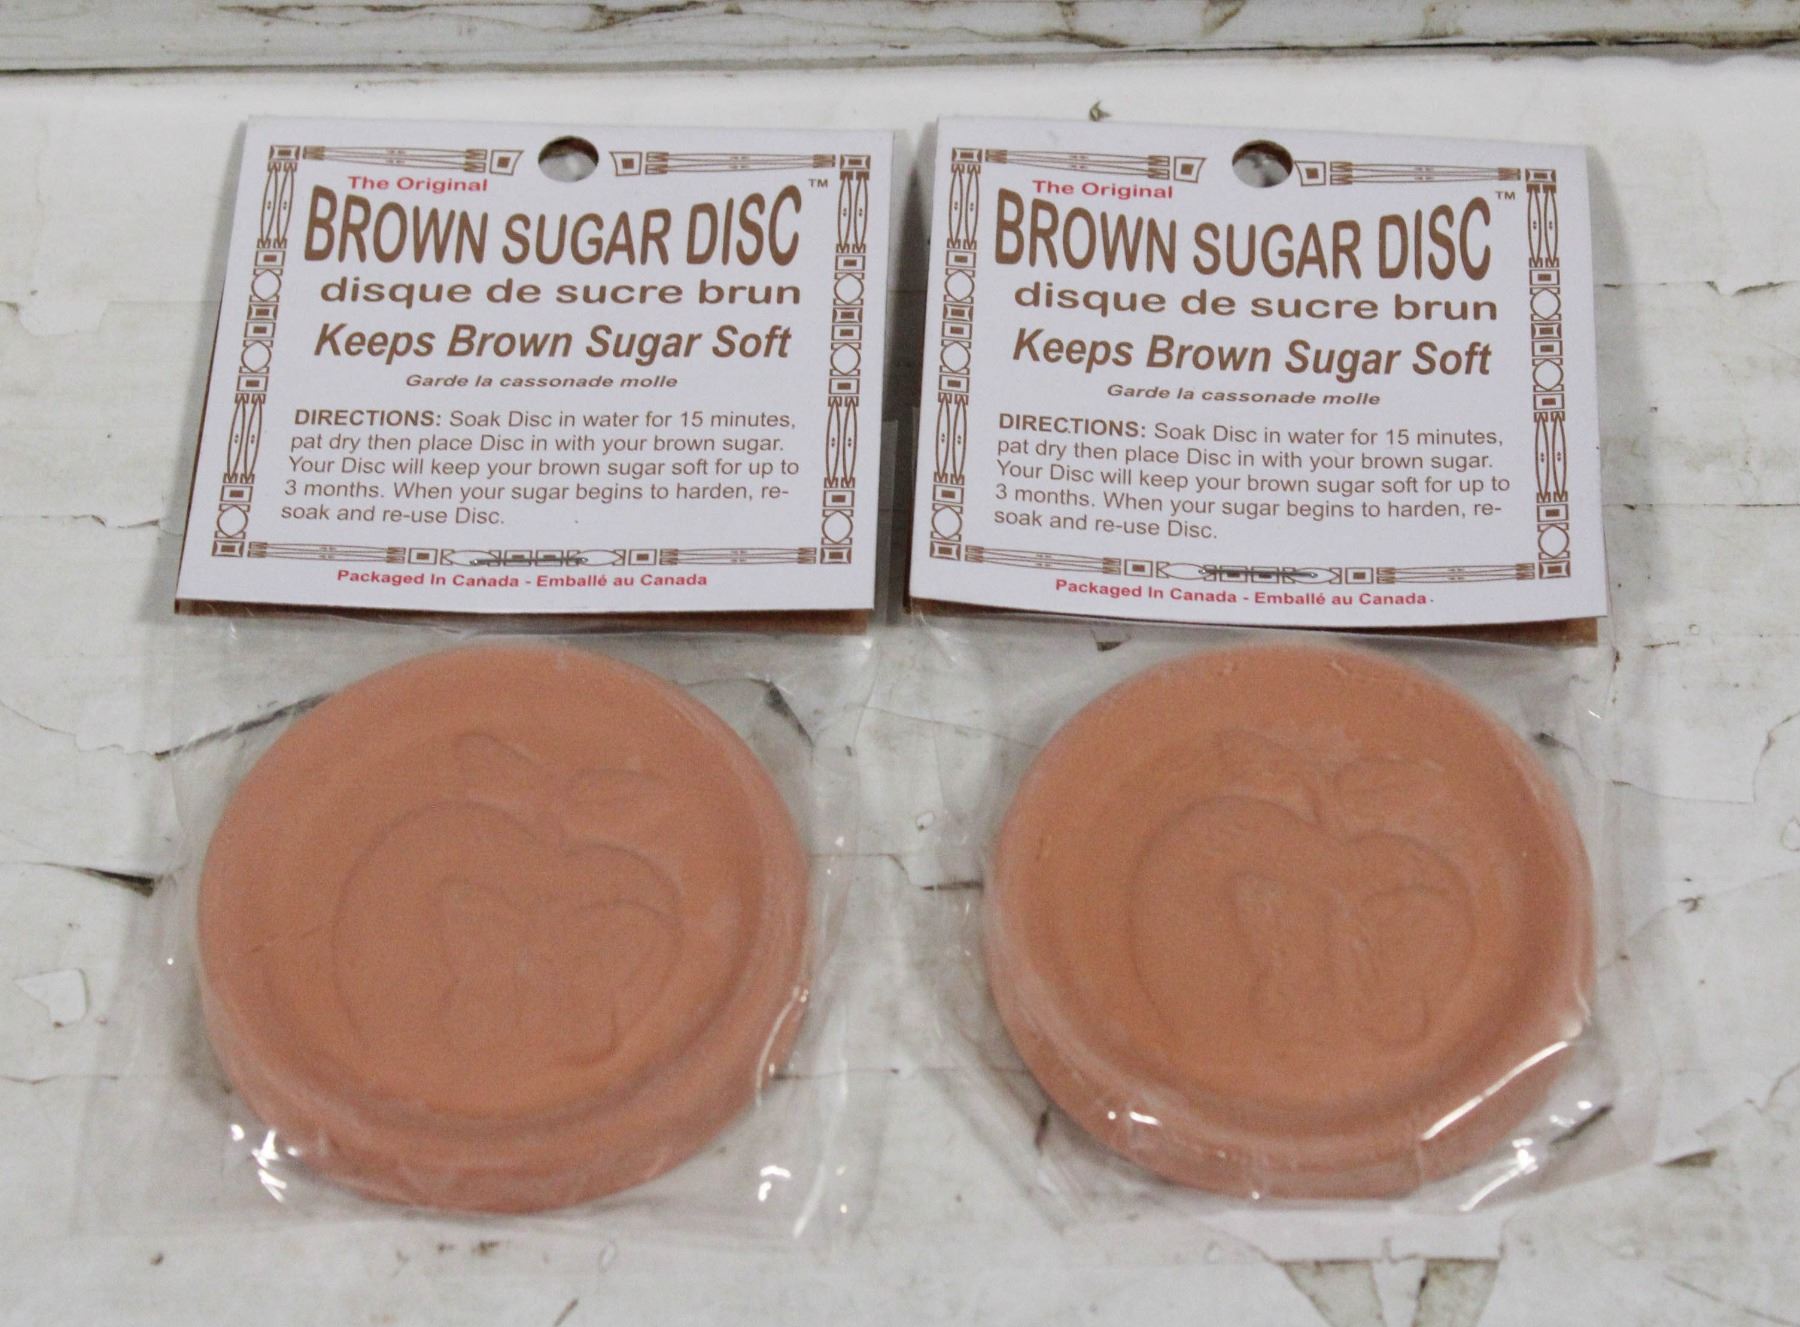 The Original
BROWN SUGAR DISC™
disque de sucre brun
Keeps Brown Sugar Soft
Garde la cassonade molle
DIRECTIONS: Soak Disc in water for 15 minutes,
pat dry then place Disc in with your brown sugar.
Your Disc will keep your brown sugar soft for up to
3 months. When your sugar begins to harden, re-
soak and re-use Disc.
Packaged In Canada - Emballé au Canada
The Original
BROWN SUGAR DISC™
disque de sucre brun
Keeps Brown Sugar Soft
Garde la cassonade molle
DIRECTIONS: Soak Disc in water for 15 minutes,
pat dry then place Disc in with your brown sugar.
Your Disc will keep your brown sugar soft for up to
3 months. When your sugar begins to harden, re-
soak and re-use Disc.
Packaged In Canada - Emballé au Canada